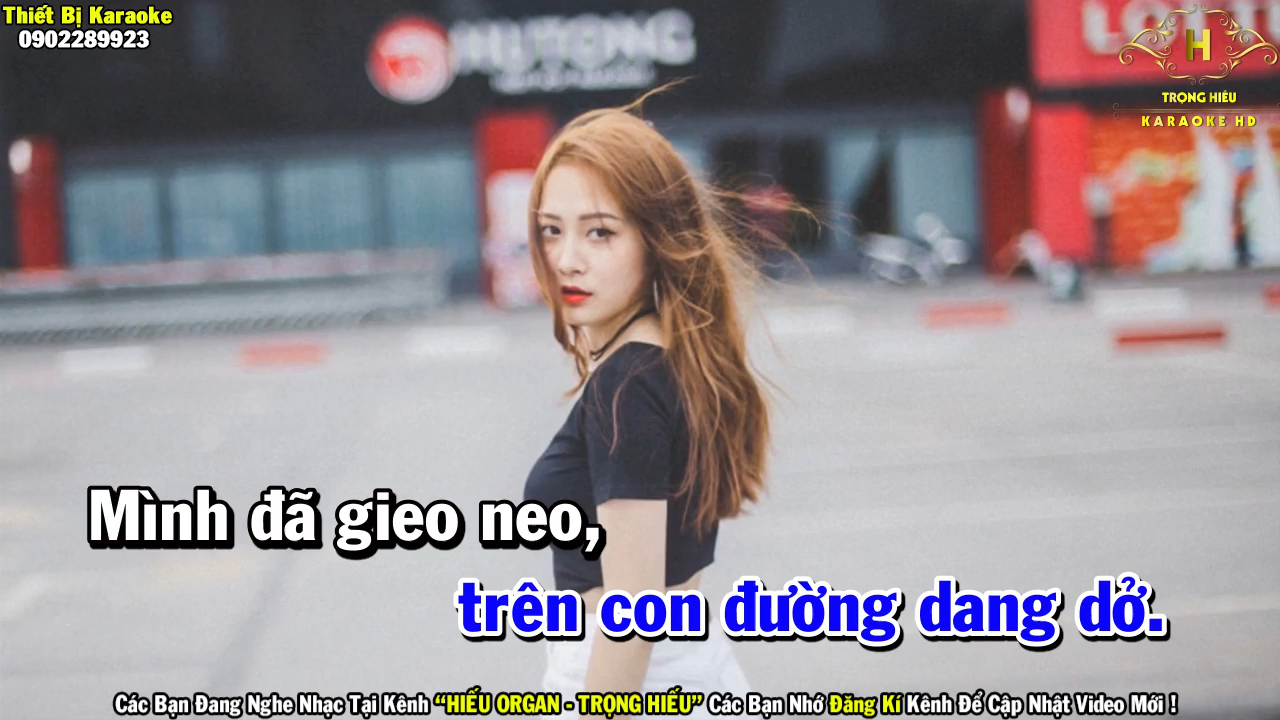 Thiết Bị Karaoke
0902289923
HUTONG
LOTT
H
TRỌNG HIẾU
KARAOKE HD
Mình đã gieo neo,
trên con đường dang dở.
Các Bạn Đang Nghe Nhạc Tại Kênh “HIẾU ORGAN - TRỌNG HIẾU” Các Bạn Nhớ Đăng Kí Kênh Để Cập Nhật Video Mới !